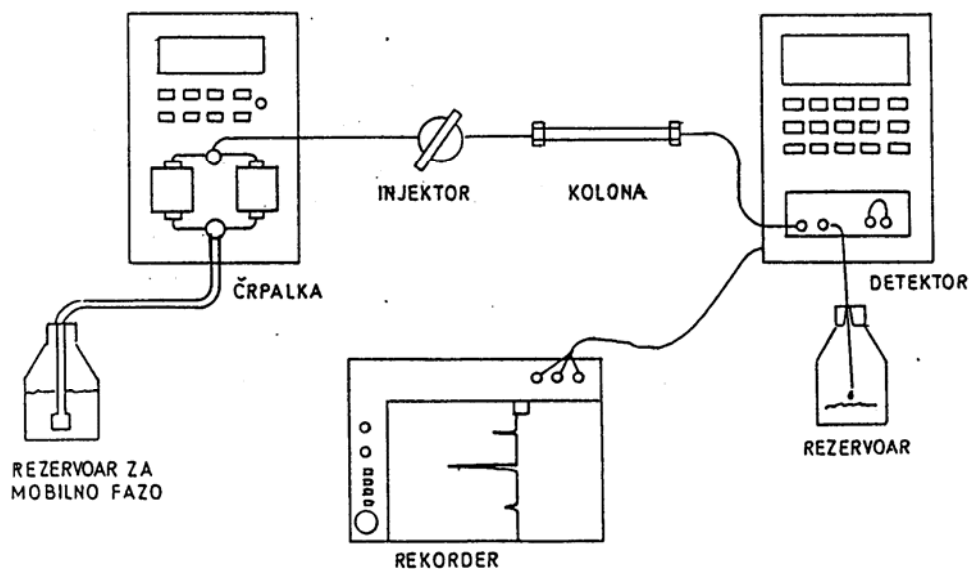 INJEKTOR
KOLONA
ČRPALKA
DETEKTOR
REZERVOAR ZA
MOBILNO FAZO
REZERVOAR
REKORDER